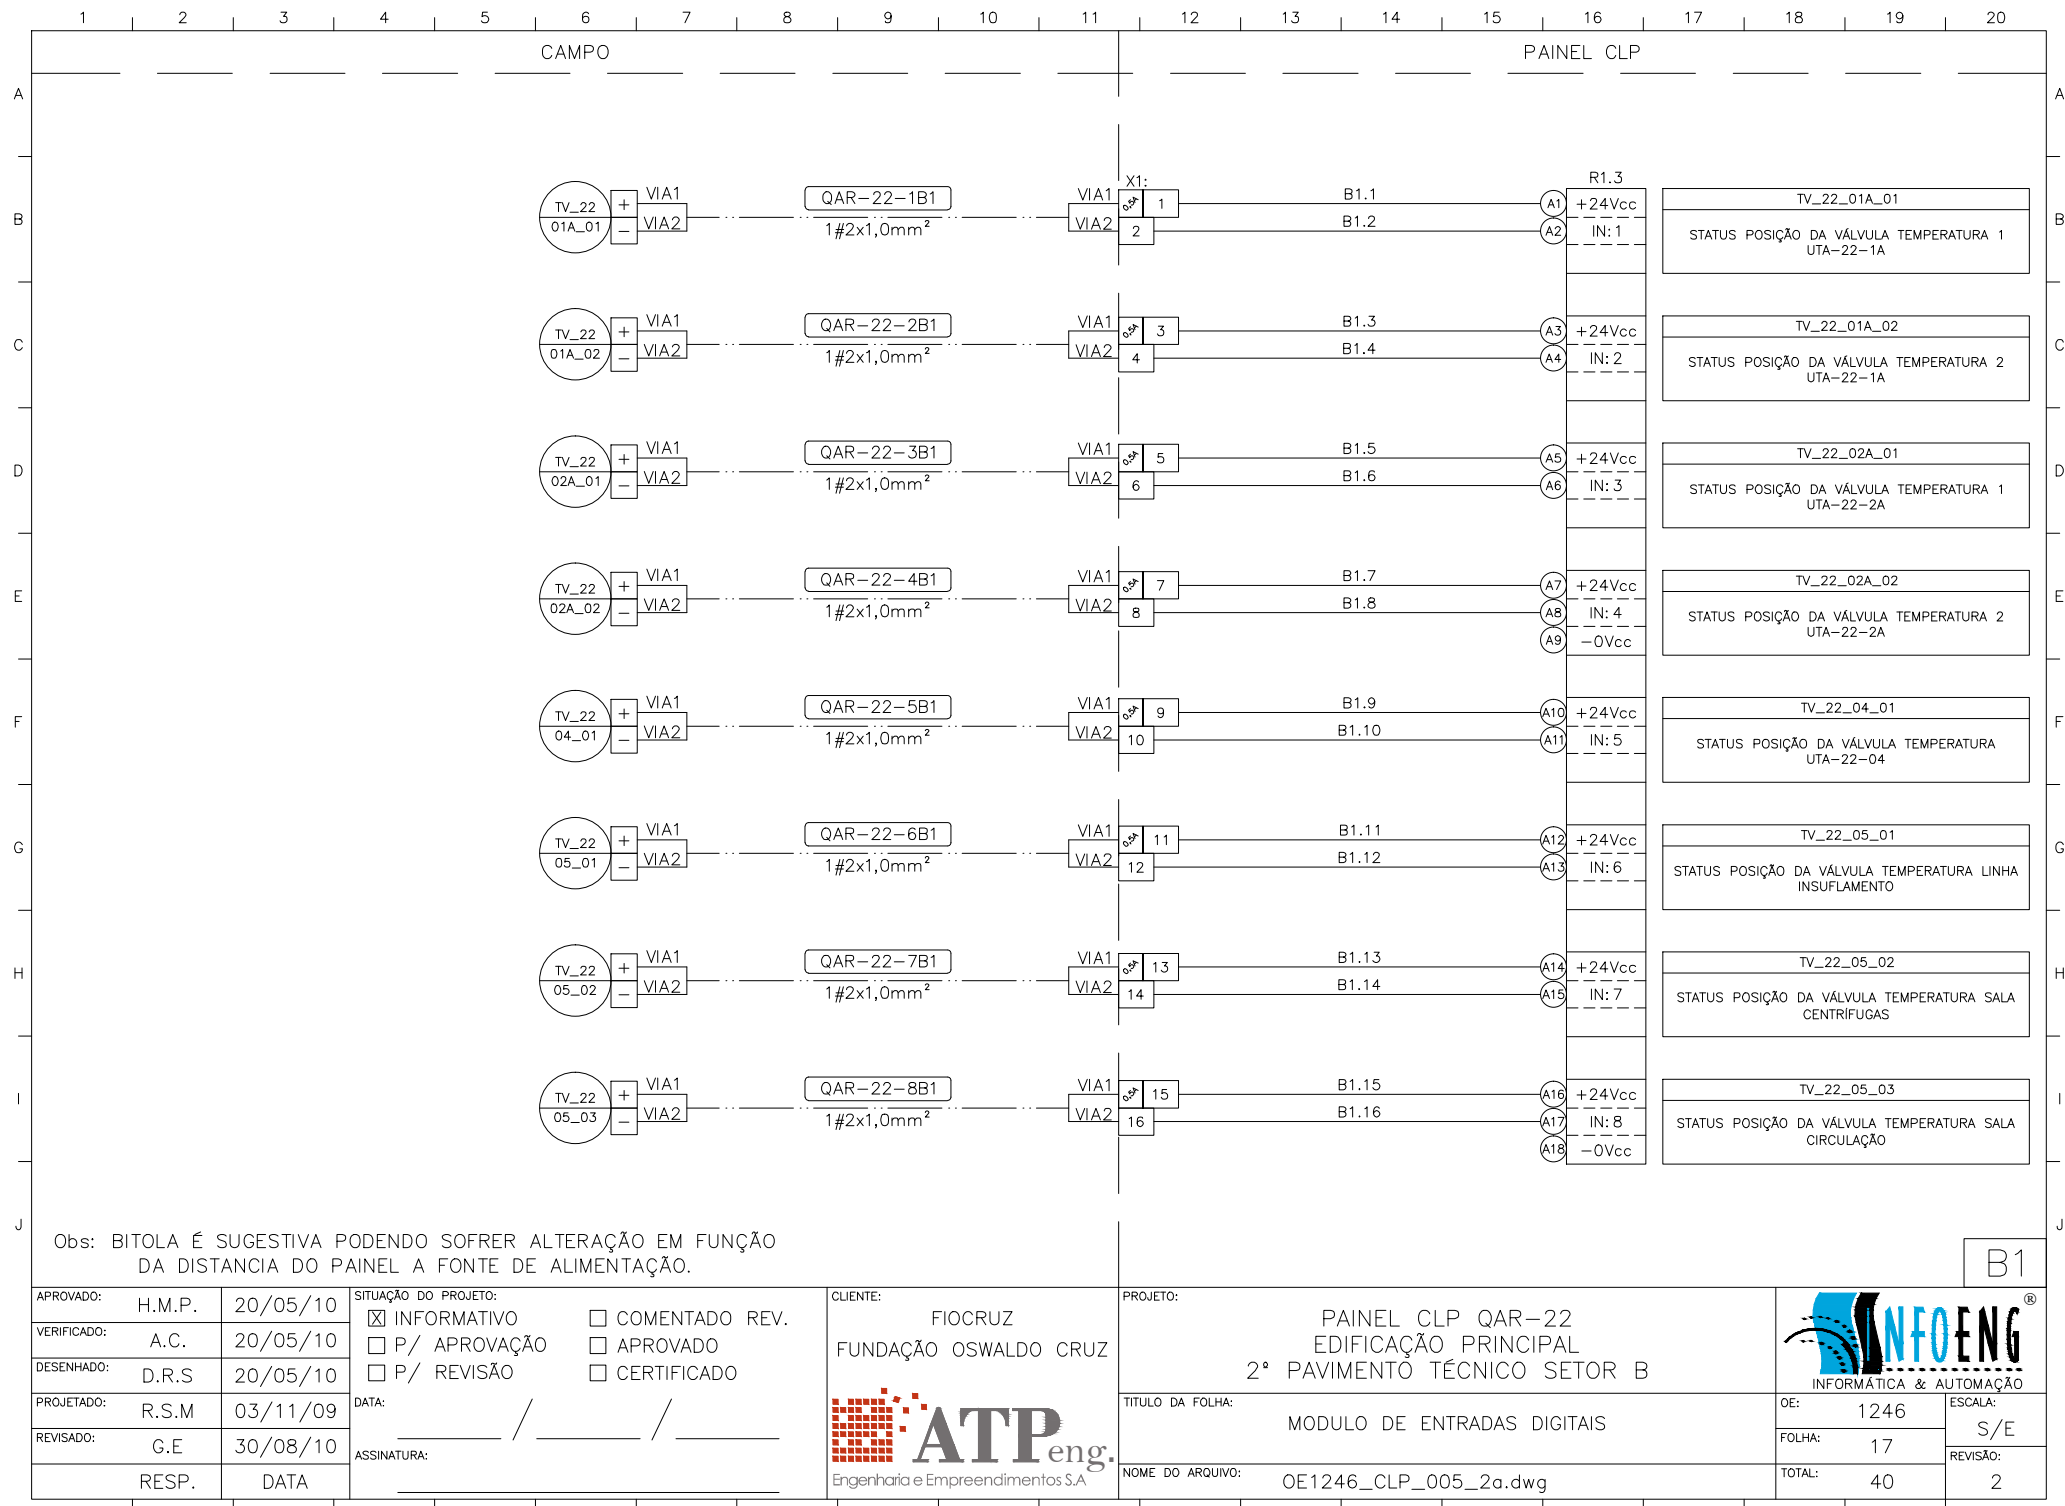 1 2 3 4 5 6 7 8 9 10 11 12 13 14 15 16 17 18 19 20
CAMPO PAINEL CLP
A A
X1: R1.3
B TV_22 01A_01 + − VIA1 VIA2 QAR-22-1B1 1#2x1,0mm² VIA1 VIA2 0,5A 1 2 B1.1 B1.2 A1 A2 +24Vcc IN:1 TV_22_01A_01 B
STATUS POSIÇÃO DA VÁLVULA TEMPERATURA 1
UTA-22-1A
C TV_22 01A_02 + − VIA1 VIA2 QAR-22-2B1 1#2x1,0mm² VIA1 VIA2 0,5A 3 4 B1.3 B1.4 A3 A4 +24Vcc IN:2 TV_22_01A_02 C
STATUS POSIÇÃO DA VÁLVULA TEMPERATURA 2
UTA-22-1A
D TV_22 02A_01 + − VIA1 VIA2 QAR-22-3B1 1#2x1,0mm² VIA1 VIA2 0,5A 5 6 B1.5 B1.6 A5 A6 +24Vcc IN:3 TV_22_02A_01 D
STATUS POSIÇÃO DA VÁLVULA TEMPERATURA 1
UTA-22-2A
E TV_22 02A_02 + − VIA1 VIA2 QAR-22-4B1 1#2x1,0mm² VIA1 VIA2 0,5A 7 8 B1.7 B1.8 A7 A8 A9 +24Vcc IN:4 -0Vcc TV_22_02A_02 E
STATUS POSIÇÃO DA VÁLVULA TEMPERATURA 2
UTA-22-2A
F TV_22 04_01 + − VIA1 VIA2 QAR-22-5B1 1#2x1,0mm² VIA1 VIA2 0,5A 9 10 B1.9 B1.10 A10 A11 +24Vcc IN:5 TV_22_04_01 F
STATUS POSIÇÃO DA VÁLVULA TEMPERATURA
UTA-22-04
G TV_22 05_01 + − VIA1 VIA2 QAR-22-6B1 1#2x1,0mm² VIA1 VIA2 0,5A 11 12 B1.11 B1.12 A12 A13 +24Vcc IN:6 TV_22_05_01 G
STATUS POSIÇÃO DA VÁLVULA TEMPERATURA LINHA
INSUFLAMENTO
H TV_22 05_02 + − VIA1 VIA2 QAR-22-7B1 1#2x1,0mm² VIA1 VIA2 0,5A 13 14 B1.13 B1.14 A14 A15 +24Vcc IN:7 TV_22_05_02 H
STATUS POSIÇÃO DA VÁLVULA TEMPERATURA SALA
CENTRÍFUGAS
I TV_22 05_03 + − VIA1 VIA2 QAR-22-8B1 1#2x1,0mm² VIA1 VIA2 0,5A 15 16 B1.15 B1.16 A16 A17 A18 +24Vcc IN:8 -0Vcc TV_22_05_03 I
STATUS POSIÇÃO DA VÁLVULA TEMPERATURA SALA
CIRCULAÇÃO
J J
Obs: BITOLA É SUGESTIVA PODENDO SOFRER ALTERAÇÃO EM FUNÇÃO
DA DISTANCIA DO PAINEL A FONTE DE ALIMENTAÇÃO.
B1
APROVADO: H.M.P. 20/05/10
VERIFICADO: A.C. 20/05/10
DESENHADO: D.R.S 20/05/10
PROJETADO: R.S.M 03/11/09
REVISADO: G.E 30/08/10
RESP. DATA
SITUAÇÃO DO PROJETO:
X INFORMATIVO COMENTADO REV.
P/ APROVAÇÃO APROVADO
P/ REVISÃO CERTIFICADO
DATA: / /
ASSINATURA:
CLIENTE:
FIOCRUZ
FUNDAÇÃO OSWALDO CRUZ
ATPeng.
Engenharia e Empreendimentos S.A
PROJETO:
PAINEL CLP QAR-22
EDIFICAÇÃO PRINCIPAL
2º PAVIMENTO TÉCNICO SETOR B
TITULO DA FOLHA:
MODULO DE ENTRADAS DIGITAIS
NOME DO ARQUIVO: OE1246_CLP_005_2a.dwg
INFOENG ®
INFORMÁTICA & AUTOMAÇÃO
OE: 1246
FOLHA: 17
TOTAL: 40
ESCALA:
S/E
REVISÃO:
2